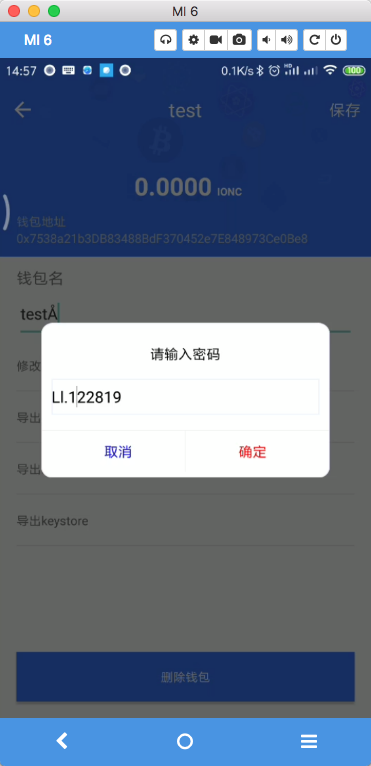 MI 6
MI 6
14:57 0.1K/s HD 100
test 保存
0.0000 IONC
钱包地址
0x7538a21b3DB83488BdF370452e7E848973Ce0Be8
钱包名
testÅ
请输入密码
修改
Ll.122819
导出
取消 确定
导出
导出keystore
删除钱包